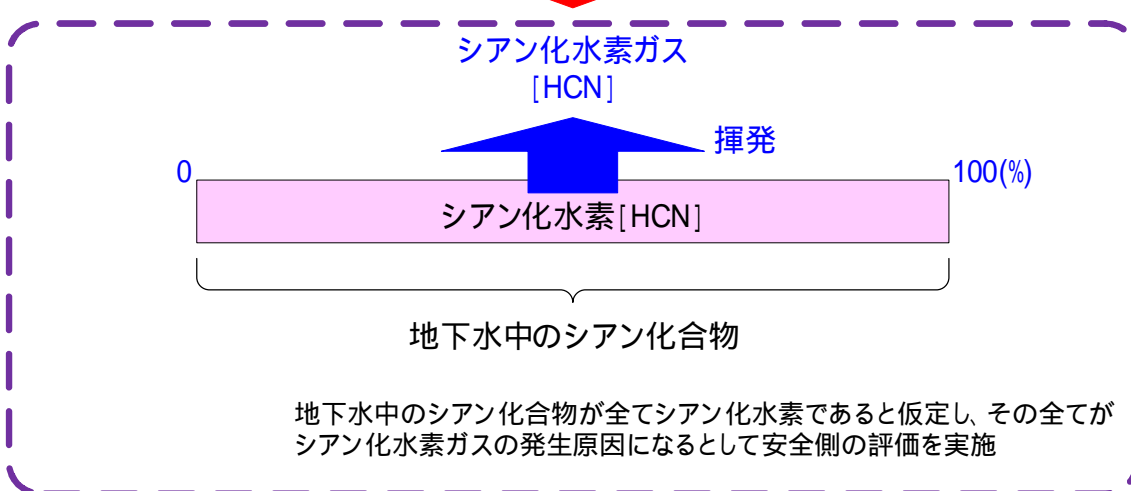 シアン化水素ガス
[HCN]
揮発
0
100(%)
シアン化水素[HCN]
地下水中のシアン化合物
地下水中のシアン化合物が全てシアン化水素であると仮定し、その全てが
シアン化水素ガスの発生原因になるとして安全側の評価を実施